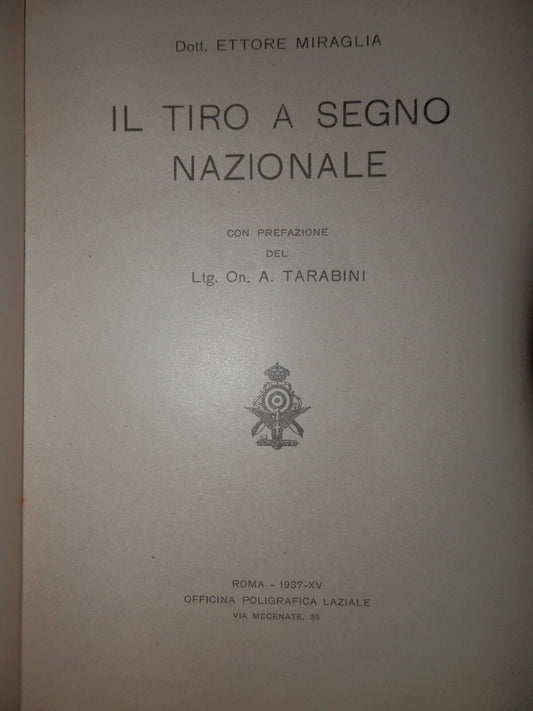 Dott. ETTORE MIRAGLIA
IL TIRO A SEGNO
NAZIONALE
CON PREFAZIONE
DEL
Ltg. On. A. TARABINI
ROMA - 1937-XV
OFFICINA POLIGRAFICA LAZIALE
VIA MECENATE, 35